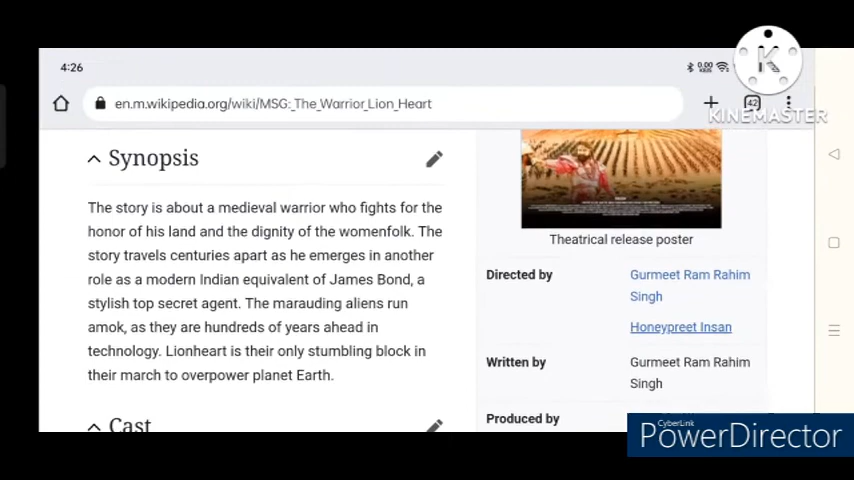 4:26
0.00
en.m.wikipedia.org/wiki/MSG:_The_Warrior_Lion_Heart
42
K
KINEMASTER
Synopsis
The story is about a medieval warrior who fights for the
honor of his land and the dignity of the womenfolk. The
story travels centuries apart as he emerges in another
role as a modern Indian equivalent of James Bond, a
stylish top secret agent. The marauding aliens run
amok, as they are hundreds of years ahead in
technology. Lionheart is their only stumbling block in
their march to overpower planet Earth.
Cast
Theatrical release poster
Directed by
Gurmeet Ram Rahim
Singh
Honeypreet Insan
Written by
Gurmeet Ram Rahim
Singh
Produced by
CyberLink
PowerDirector